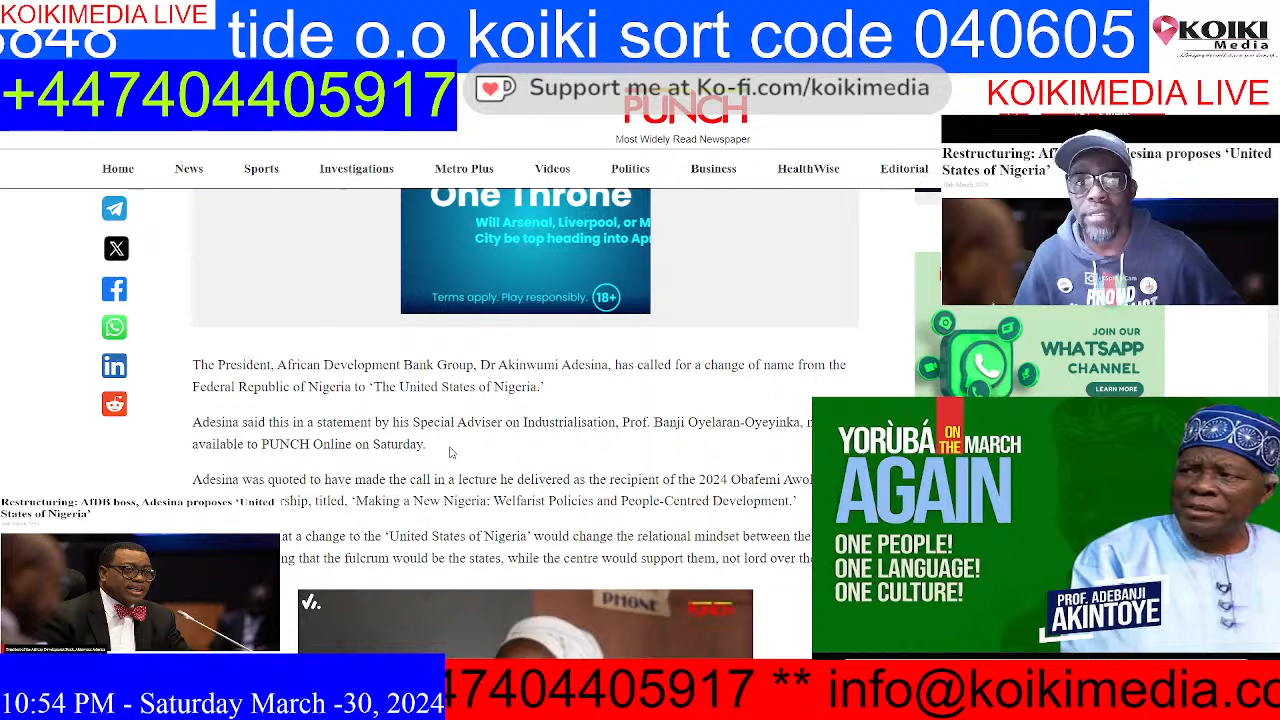 KOIKIMEDIA LIVE
3848 tide o.o koiki sort code 040605
KOIKI
Media
+447404405917
Support me at Ko-fi.com/koikimedia
KOIKIMEDIA LIVE
PUNCH
Most Widely Read Newspaper
Home News Sports Investigations Metro Plus Videos Politics Business HealthWise Editorial
Restructuring: Af esina proposes ‘United
States of Nigeria’
One Throne
Will Arsenal, Liverpool, or M
City be top heading into Apr
Terms apply. Play responsibly. 18+
PROUD
JOIN OUR
WHATSAPP
CHANNEL
LEARN MORE
The President, African Development Bank Group, Dr Akinwumi Adesina, has called for a change of name from the
Federal Republic of Nigeria to ‘The United States of Nigeria.’
Adesina said this in a statement by his Special Adviser on Industrialisation, Prof. Banji Oyelaran-Oyeyinka, m
available to PUNCH Online on Saturday.
Adesina was quoted to have made the call in a lecture he delivered as the recipient of the 2024 Obafemi Awol
rship, titled, ‘Making a New Nigeria: Welfarist Policies and People-Centred Development.’
at a change to the ‘United States of Nigeria’ would change the relational mindset between the
ng that the fulcrum would be the states, while the centre would support them, not lord over the
YORÙBÁ ON THE MARCH
AGAIN
ONE PEOPLE!
ONE LANGUAGE!
ONE CULTURE!
PROF. ADEBANJI
AKINTOYE
Restructuring: AfDB boss, Adesina proposes ‘United
States of Nigeria’
PHONE
PUNCH
10:54 PM - Saturday March -30, 2024
47404405917 ** info@koikimedia.co